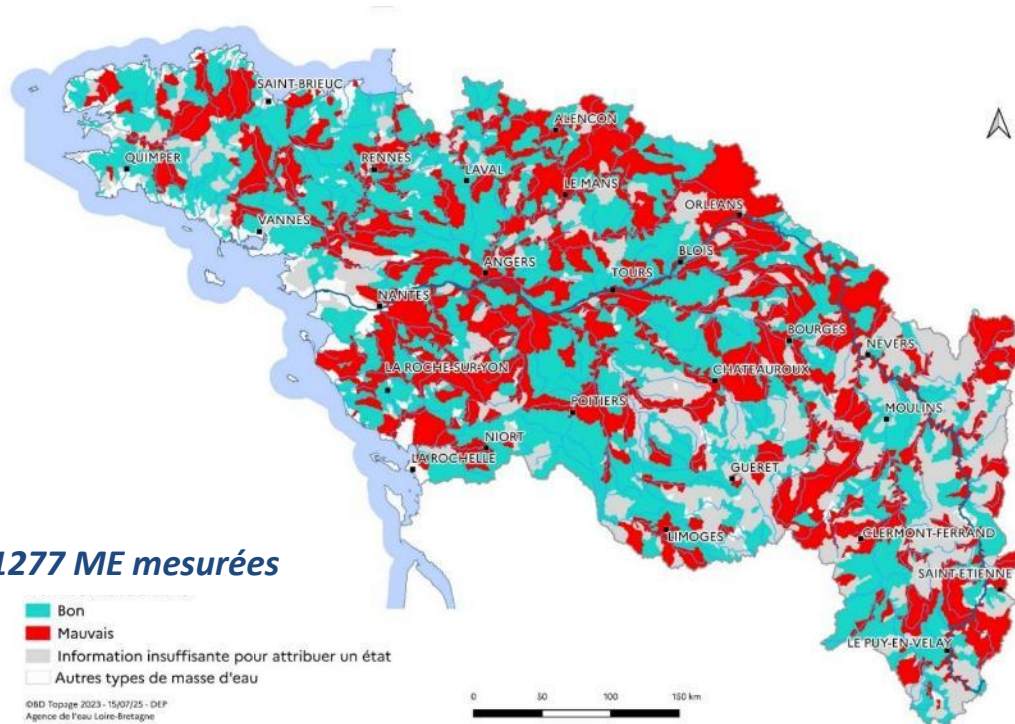 SAINT-BRIEUC
ALENCON
QUIMPER
RENNES
LAVAL
LE MANS
ORLEANS
VANNES
BLOIS
ANGERS
TOURS
NANTES
BOURGES
NEVERS
LA ROCHE-SUR-YON
CHATEAUROUX
MOULINS
POITIERS
NIORT
LA ROCHELLE
GUERET
LIMOGES
CLERMONT-FERRAND
SAINT-ETIENNE
LE PUY-EN-VELAY
1277 ME mesurées
Bon
Mauvais
Information insuffisante pour attribuer un état
Autres types de masse d'eau
©BD Topage 2023 - 15/07/25 - DEP
Agence de l'eau Loire-Bretagne
0 50 100 150 km